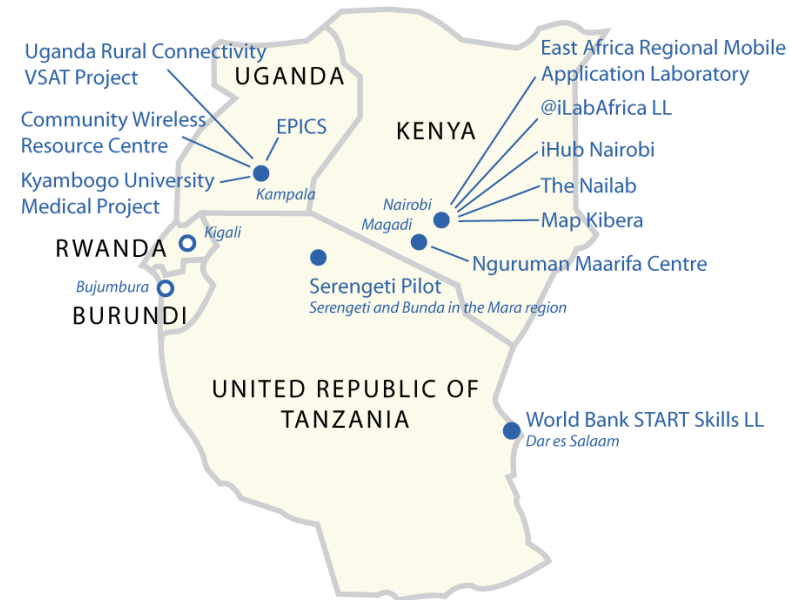 Uganda Rural Connectivity
VSAT Project
UGANDA
Community Wireless
Resource Centre
EPICS
Kyambogo University
Medical Project
Kampala
KENYA
East Africa Regional Mobile
Application Laboratory
@iLabAfrica LL
iHub Nairobi
The Nailab
Map Kibera
Nairobi
Magadi
Nguruman Maarifa Centre
RWANDA
Kigali
Bujumbura
BURUNDI
Serengeti Pilot
Serengeti and Bunda in the Mara region
UNITED REPUBLIC OF
TANZANIA
World Bank START Skills LL
Dar es Salaam